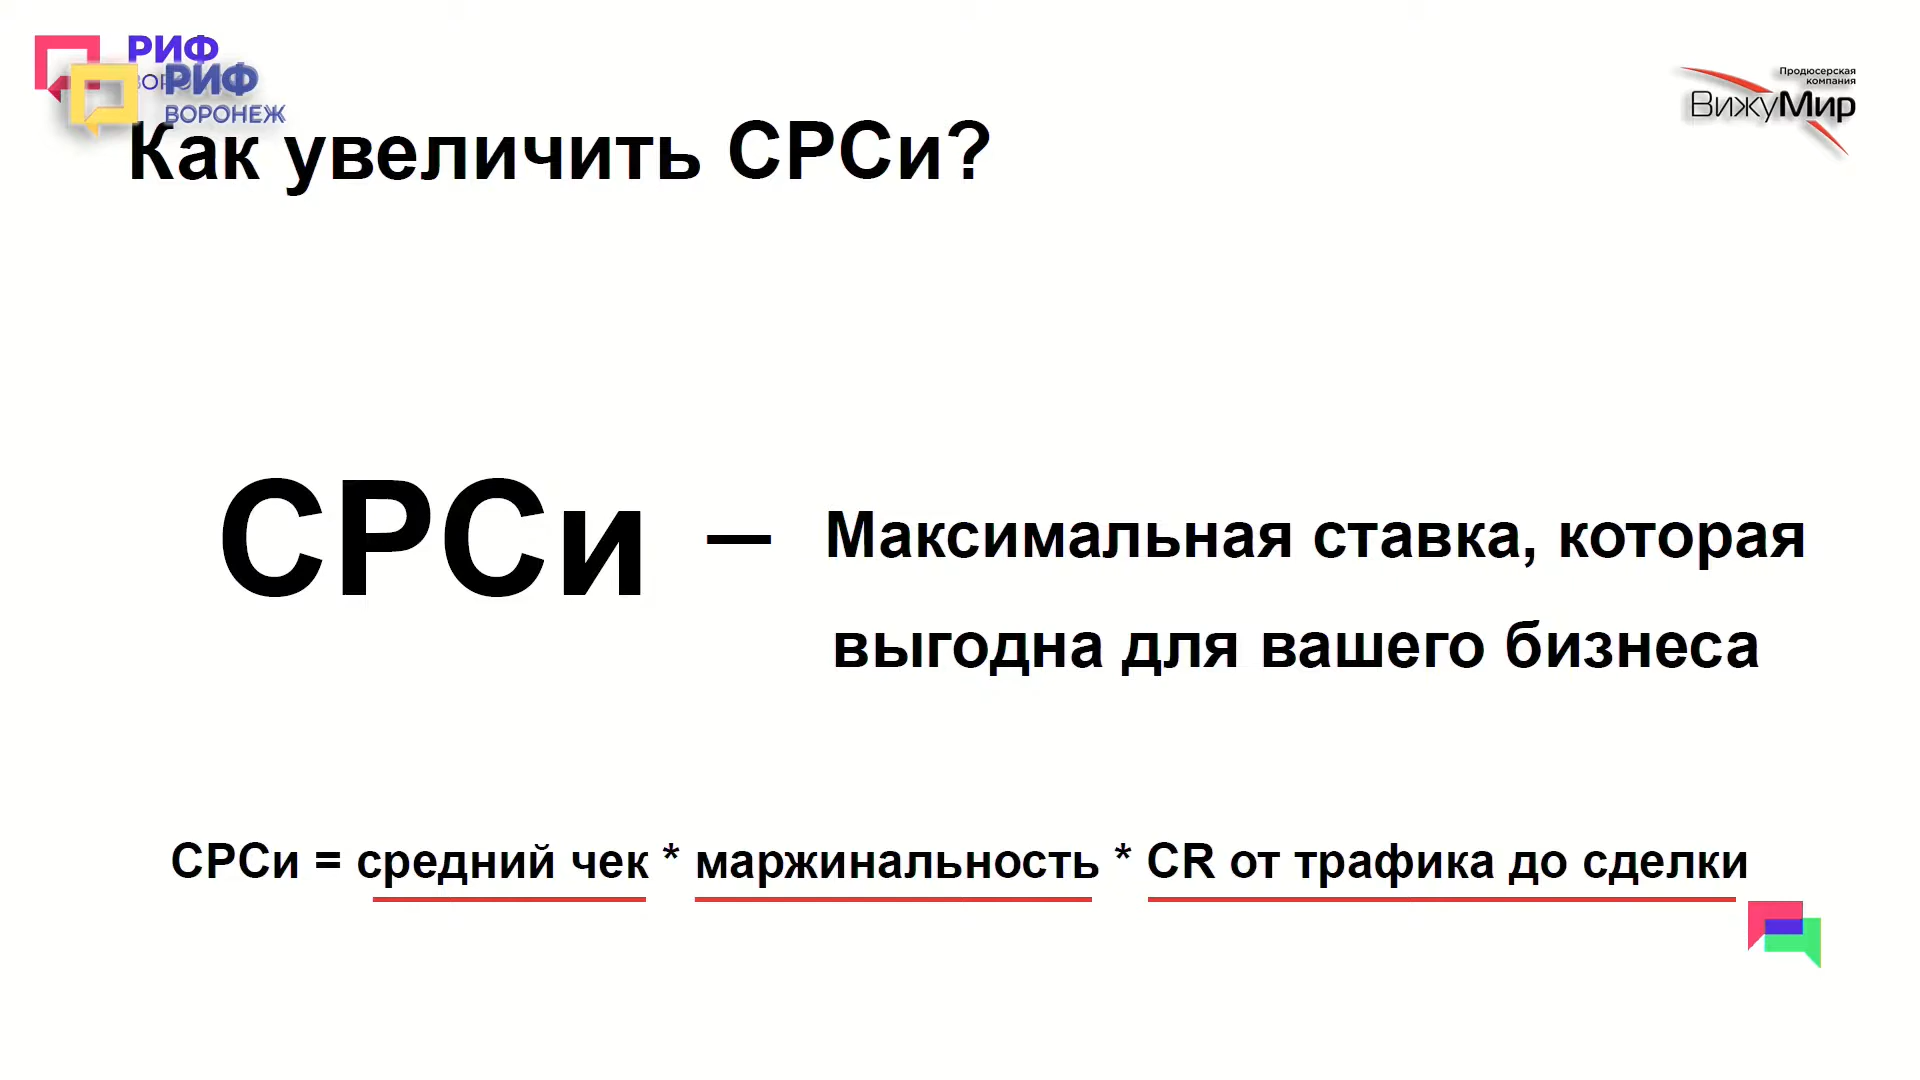 РИФ
РИФ
ВОРОНЕЖ
Продюсерская
компания
ВижуМир
Как увеличить СРСи?
СРСи — Максимальная ставка, которая
выгодна для вашего бизнеса
СРСи = средний чек * маржинальность * CR от трафика до сделки